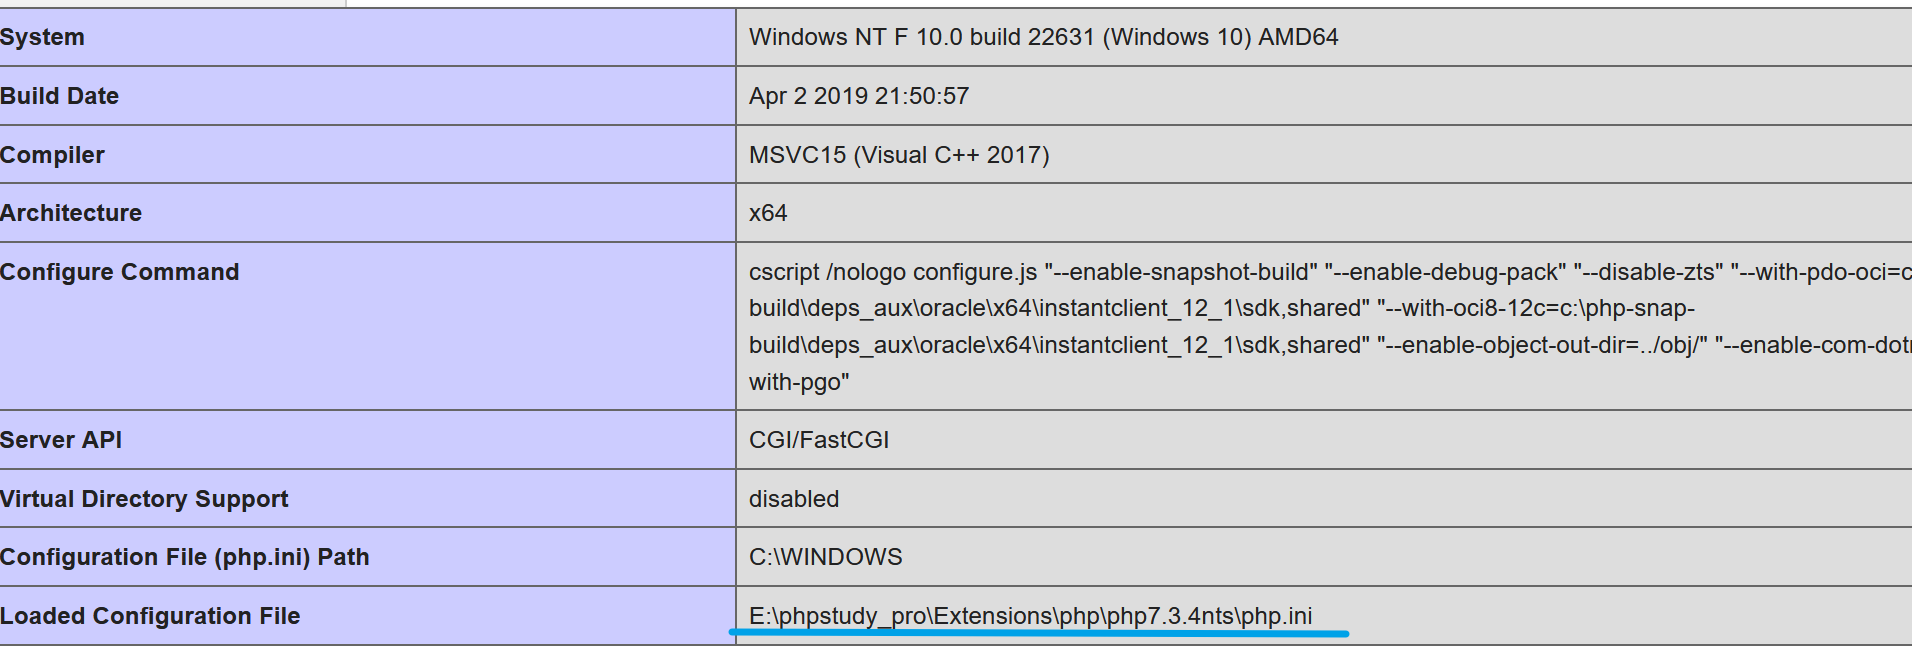 System
Windows NT F 10.0 build 22631 (Windows 10) AMD64
Build Date
Apr 2 2019 21:50:57
Compiler
MSVC15 (Visual C++ 2017)
Architecture
x64
Configure Command
cscript /nologo configure.js "--enable-snapshot-build" "--enable-debug-pack" "--disable-zts" "--with-pdo-oci=c
build\deps_aux\oracle\x64\instantclient_12_1\sdk,shared" "--with-oci8-12c=c:\php-snap-
build\deps_aux\oracle\x64\instantclient_12_1\sdk,shared" "--enable-object-out-dir=../obj/" "--enable-com-dotn
with-pgo"
Server API
CGI/FastCGI
Virtual Directory Support
disabled
Configuration File (php.ini) Path
C:\WINDOWS
Loaded Configuration File
E:\phpstudy_pro\Extensions\php\php7.3.4nts\php.ini